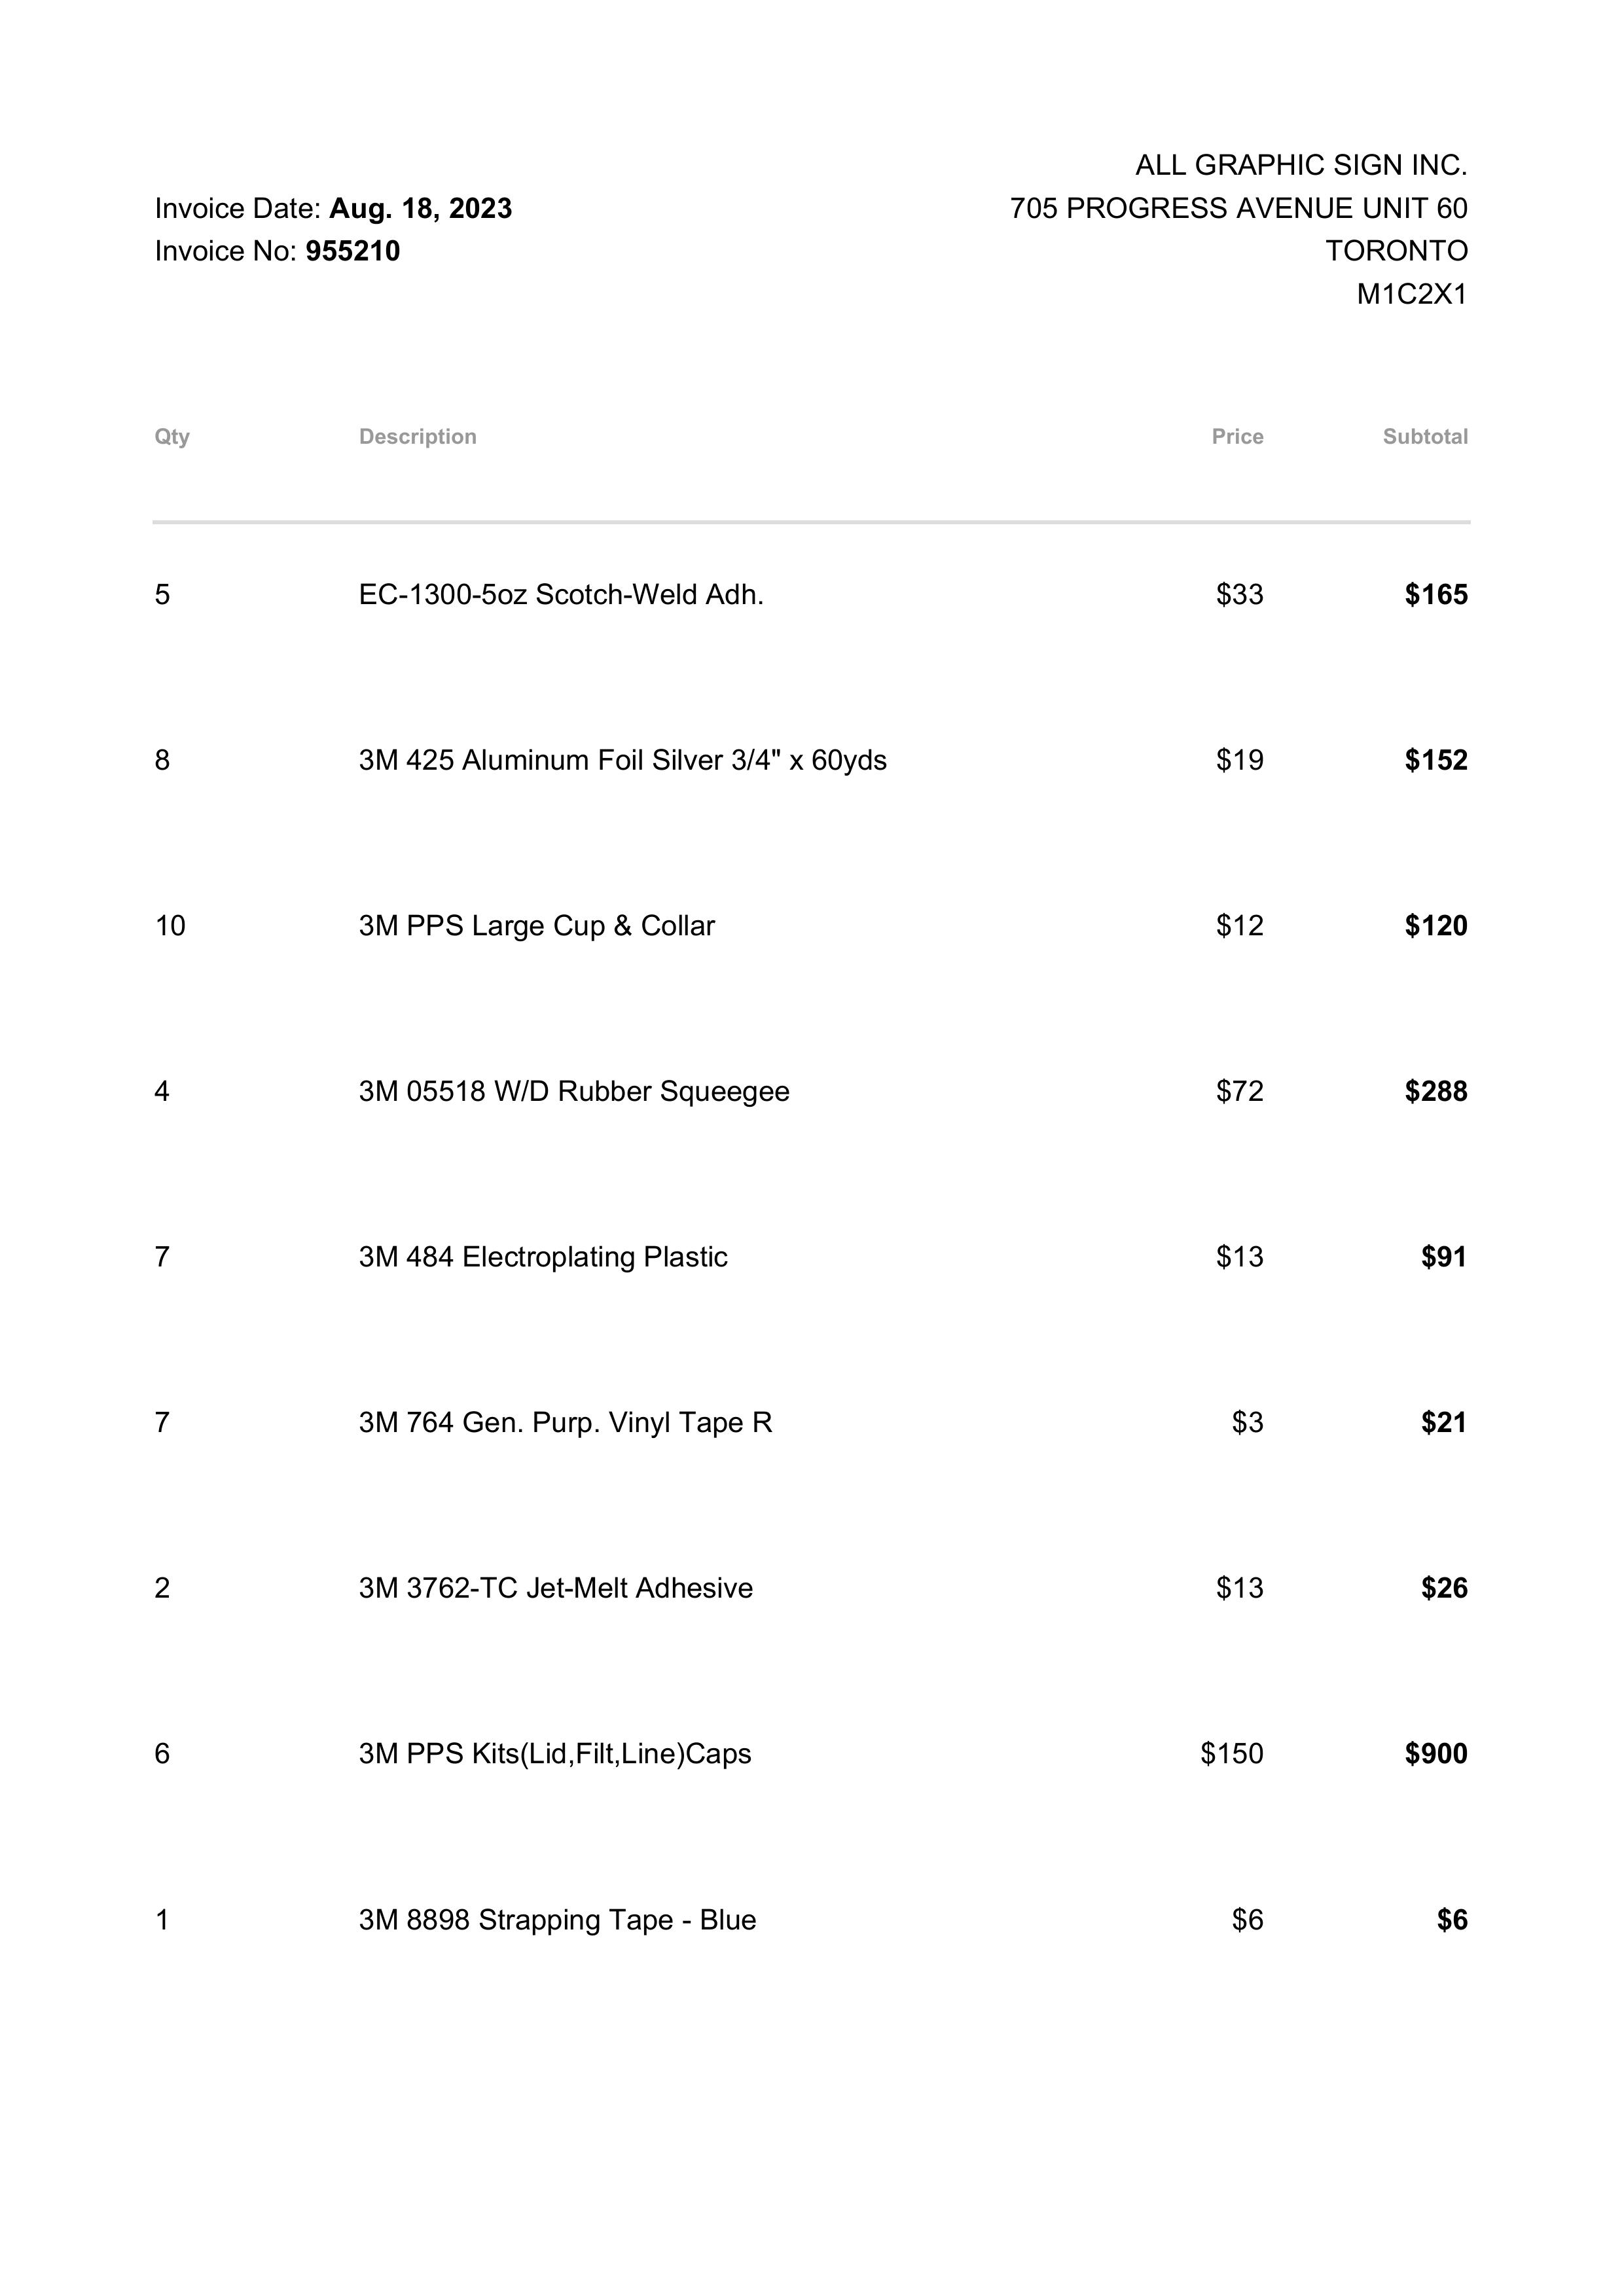 ALL GRAPHIC SIGN INC.
Invoice Date: Aug. 18, 2023 705 PROGRESS AVENUE UNIT 60
Invoice No: 955210 TORONTO
M1C2X1
Qty Description Price Subtotal
5 EC-1300-5oz Scotch-Weld Adh. $33 $165
8 3M 425 Aluminum Foil Silver 3/4" x 60yds $19 $152
10 3M PPS Large Cup & Collar $12 $120
4 3M 05518 W/D Rubber Squeegee $72 $288
7 3M 484 Electroplating Plastic $13 $91
7 3M 764 Gen. Purp. Vinyl Tape R $3 $21
2 3M 3762-TC Jet-Melt Adhesive $13 $26
6 3M PPS Kits(Lid,Filt,Line)Caps $150 $900
1 3M 8898 Strapping Tape - Blue $6 $6